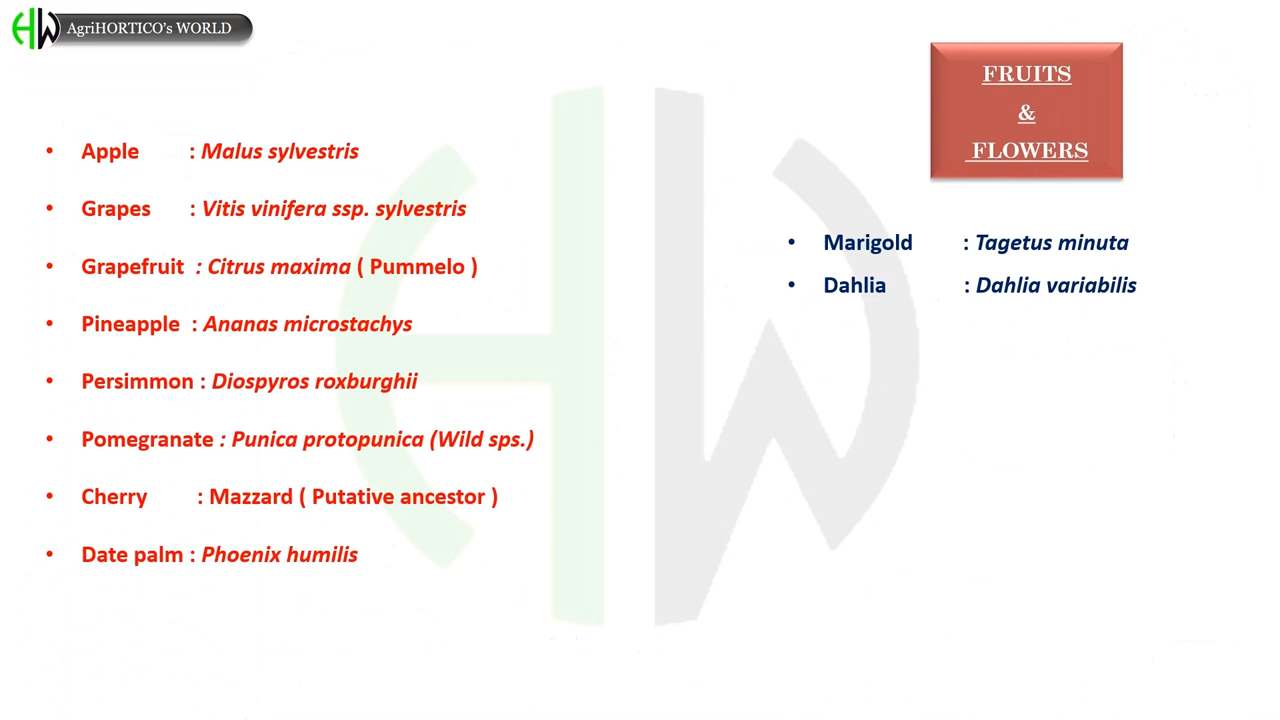 AgriHORTICO's WORLD
FRUITS
&
FLOWERS
• Apple : Malus sylvestris
• Grapes : Vitis vinifera ssp. sylvestris
• Grapefruit : Citrus maxima ( Pummelo )
• Pineapple : Ananas microstachys
• Persimmon : Diospyros roxburghii
• Pomegranate : Punica protopunica (Wild sps.)
• Cherry : Mazzard ( Putative ancestor )
• Date palm : Phoenix humilis
• Marigold : Tagetus minuta
• Dahlia : Dahlia variabilis